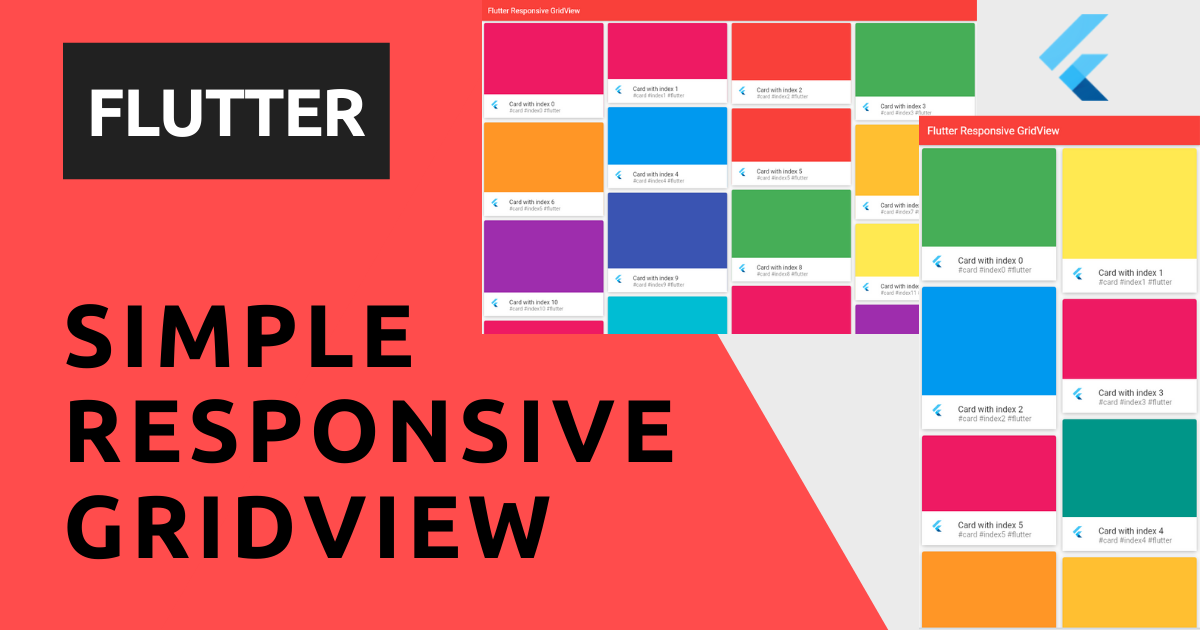 FLUTTER
SIMPLE
RESPONSIVE
GRIDVIEW
Flutter Responsive GridView
Card with index 0
#card #index0 #flutter
Card with index 1
#card #index1 #flutter
Card with index 2
#card #index2 #flutter
Card with index 3
#card #index3 #flutter
Card with index 4
#card #index4 #flutter
Card with index 5
#card #index5 #flutter
Card with index 6
#card #index6 #flutter
Card with index
#card #index7 #
Card with index 8
#card #index8 #flutter
Card with index 9
#card #index9 #flutter
Card with index 10
#card #index10 #flutter
Card with index
#card #index11 #
Flutter Responsive GridView
Card with index 0
#card #index0 #flutter
Card with index 1
#card #index1 #flutter
Card with index 2
#card #index2 #flutter
Card with index 3
#card #index3 #flutter
Card with index 5
#card #index5 #flutter
Card with index 4
#card #index4 #flutter